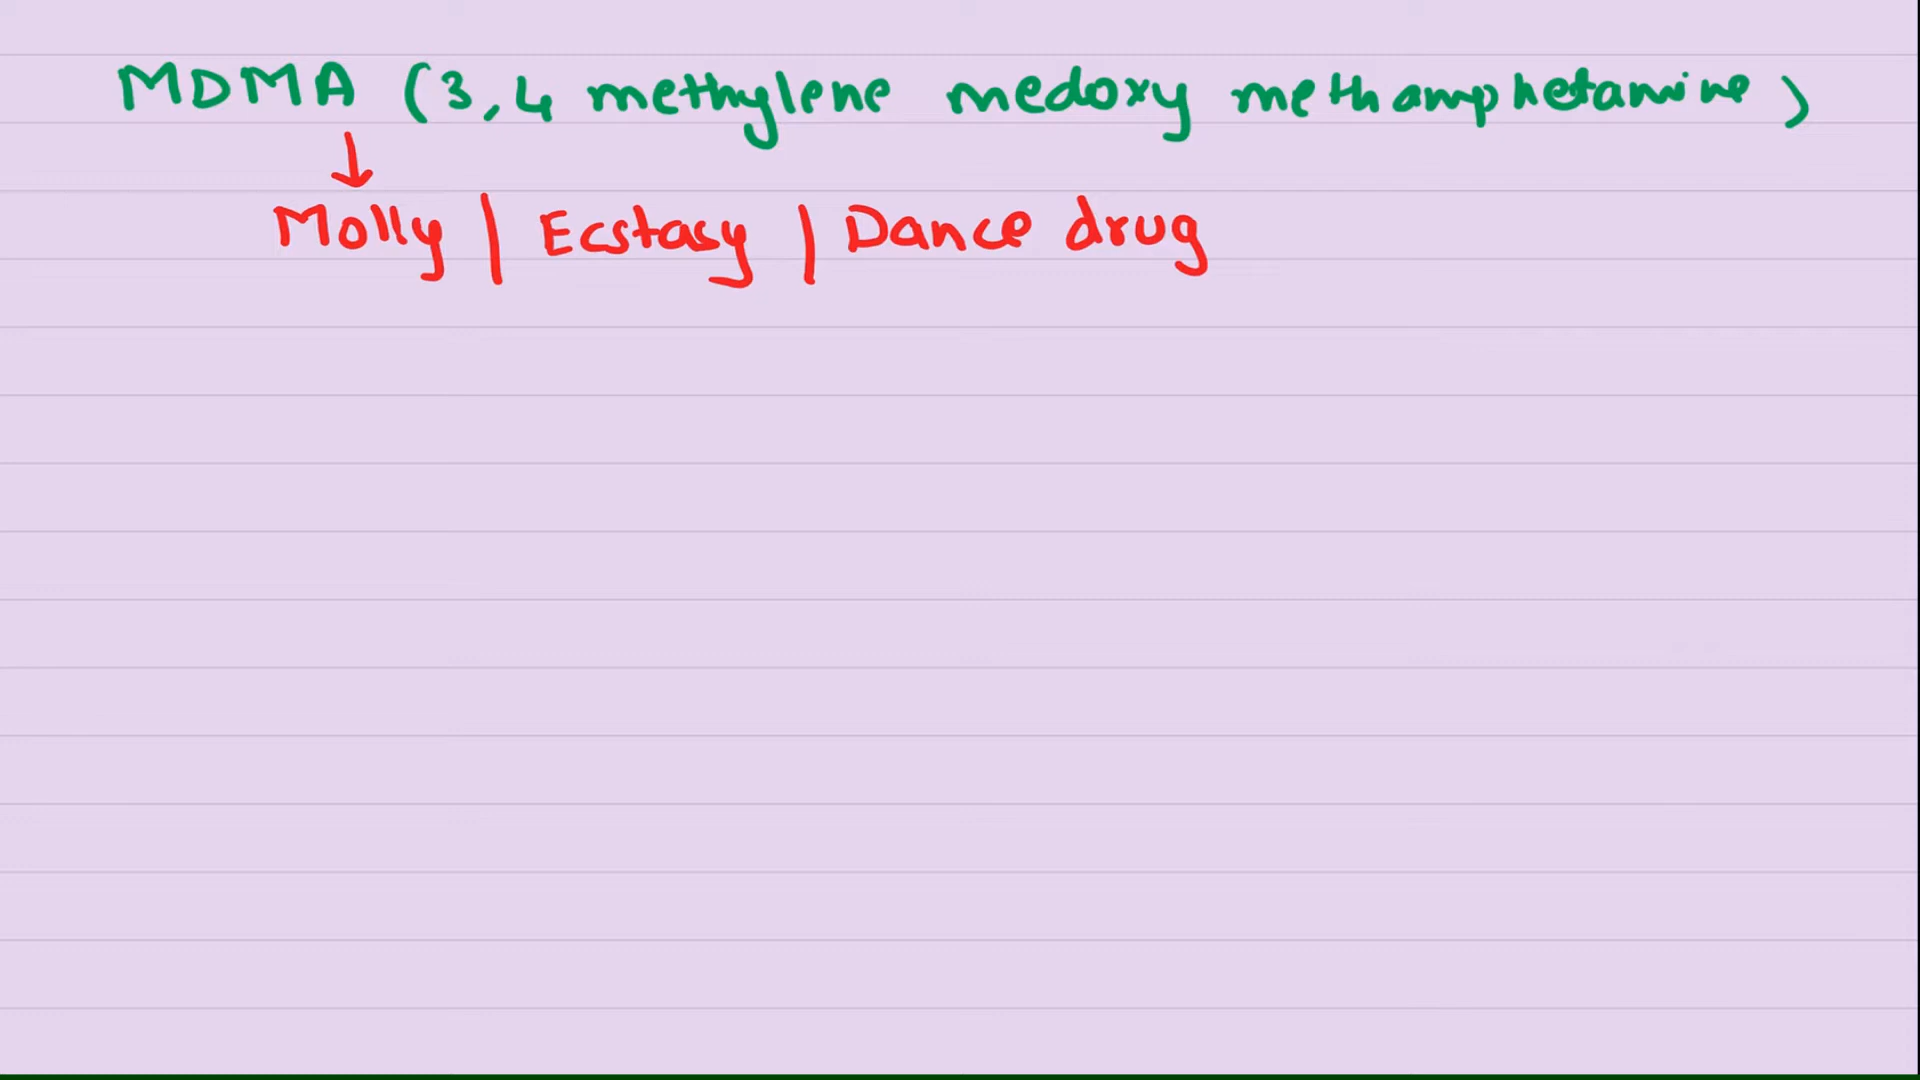 MDMA (3,4 methylene medoxy methamphetamine)
↓
Molly | Ecstasy | Dance drug